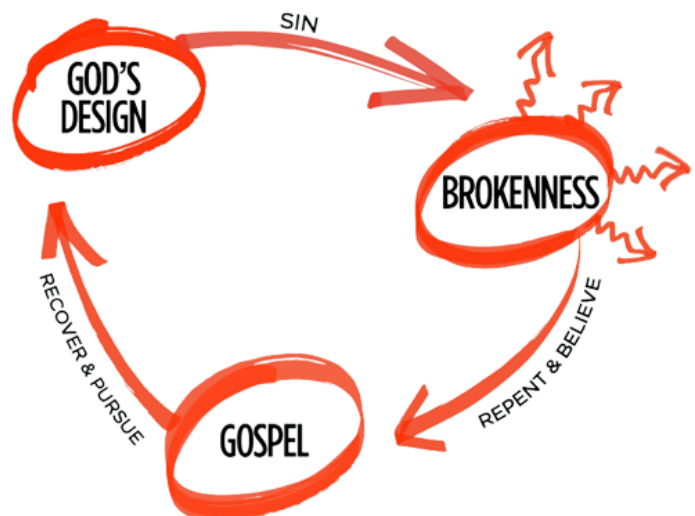 SIN
GOD'S
DESIGN
BROKENNESS
REPENT & BELIEVE
GOSPEL
RECOVER & PURSUE